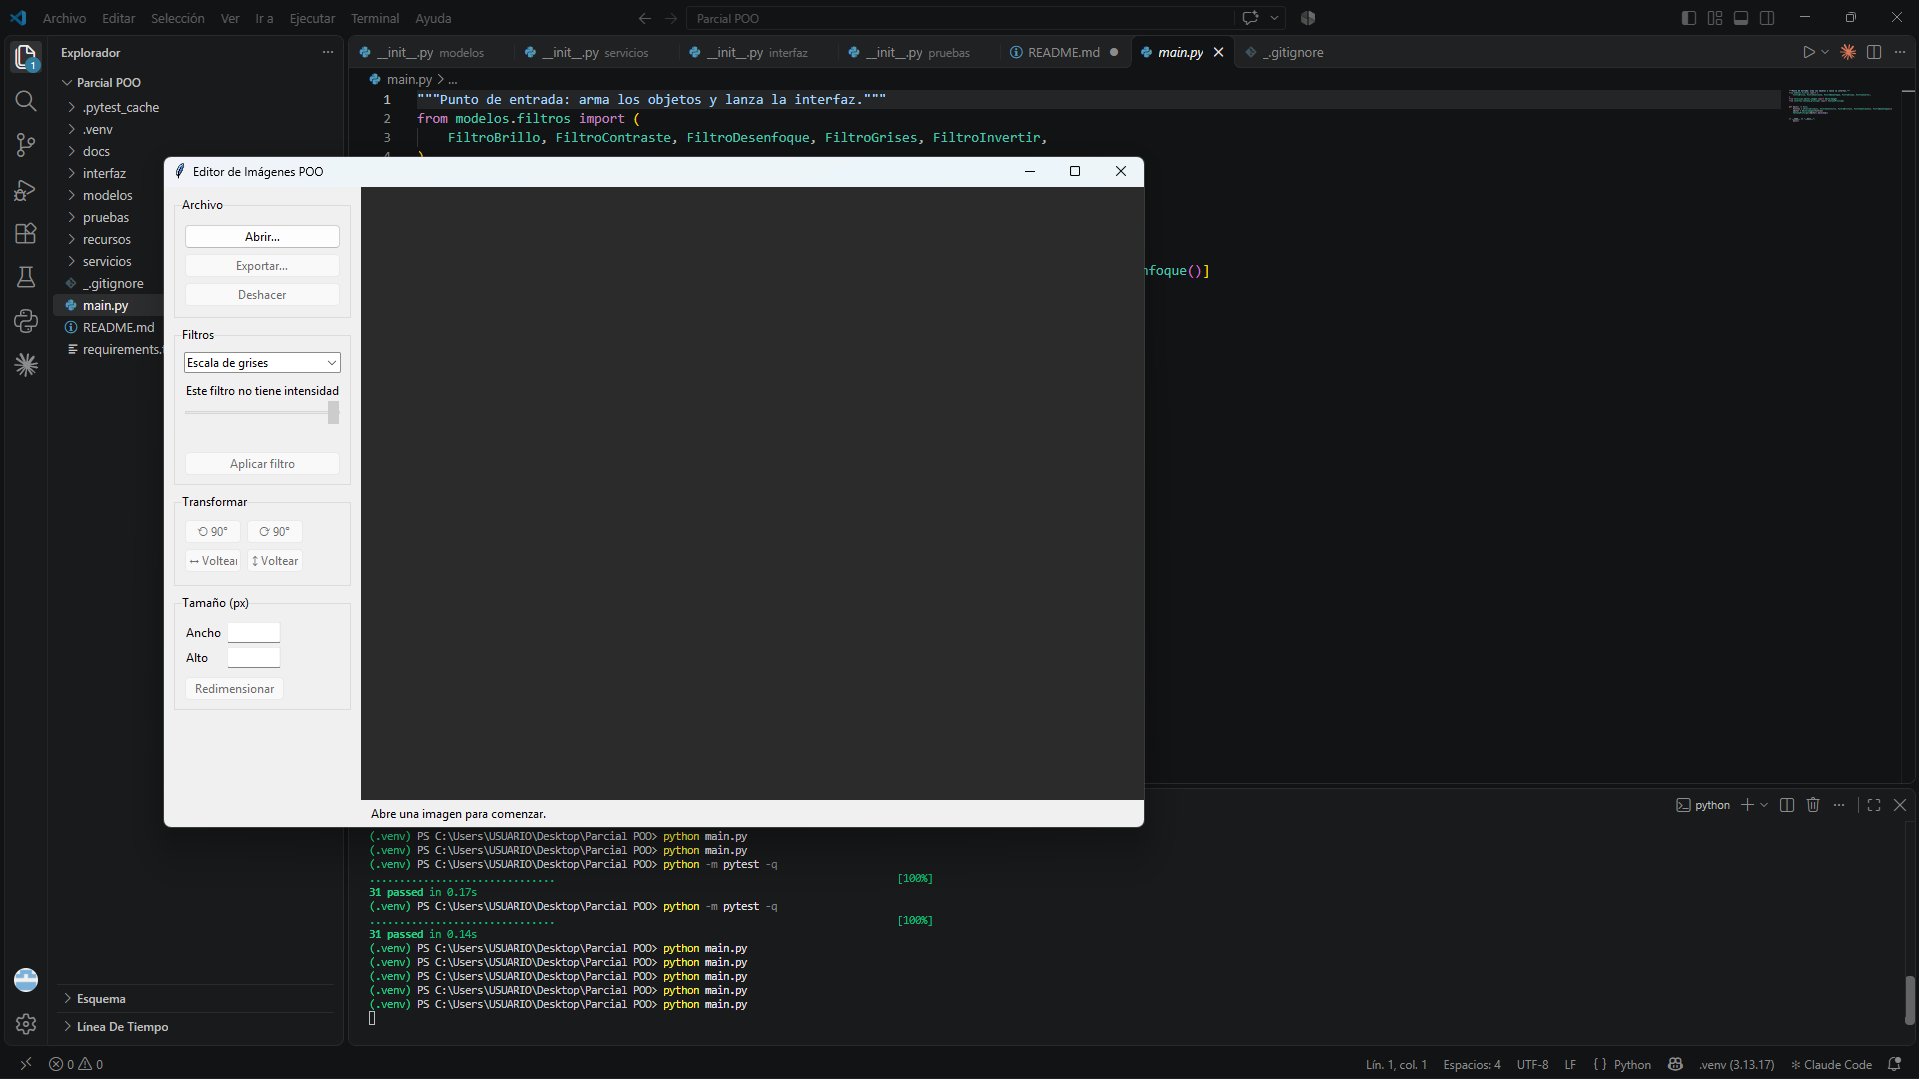 Archivo Editar Selección Ver Ir a Ejecutar Terminal Ayuda
Parcial POO
Explorador
1
Parcial POO
.pytest_cache
.venv
docs
interfaz
modelos
pruebas
recursos
servicios
_.gitignore
main.py
README.md
requirements.
Esquema
Línea De Tiempo
__init__.py modelos
__init__.py servicios
__init__.py interfaz
__init__.py pruebas
README.md
main.py
_.gitignore
main.py > ...
1 """Punto de entrada: arma los objetos y lanza la interfaz."""
2 from modelos.filtros import (
3 FiltroBrillo, FiltroContraste, FiltroDesenfoque, FiltroGrises, FiltroInvertir,
4 )
nfoque()]
Editor de Imágenes POO
Archivo
Abrir...
Exportar...
Deshacer
Filtros
Escala de grises
Este filtro no tiene intensidad
Aplicar filtro
Transformar
⟲ 90° ⟳ 90°
↔ Voltear ↕ Voltear
Tamaño (px)
Ancho
Alto
Redimensionar
Abre una imagen para comenzar.
python
(.venv) PS C:\Users\USUARIO\Desktop\Parcial POO> python main.py
(.venv) PS C:\Users\USUARIO\Desktop\Parcial POO> python main.py
(.venv) PS C:\Users\USUARIO\Desktop\Parcial POO> python -m pytest -q
............................... [100%]
31 passed in 0.17s
(.venv) PS C:\Users\USUARIO\Desktop\Parcial POO> python -m pytest -q
............................... [100%]
31 passed in 0.14s
(.venv) PS C:\Users\USUARIO\Desktop\Parcial POO> python main.py
(.venv) PS C:\Users\USUARIO\Desktop\Parcial POO> python main.py
(.venv) PS C:\Users\USUARIO\Desktop\Parcial POO> python main.py
(.venv) PS C:\Users\USUARIO\Desktop\Parcial POO> python main.py
(.venv) PS C:\Users\USUARIO\Desktop\Parcial POO> python main.py
0 0
Lín. 1, col. 1 Espacios: 4 UTF-8 LF { } Python .venv (3.13.17) Claude Code